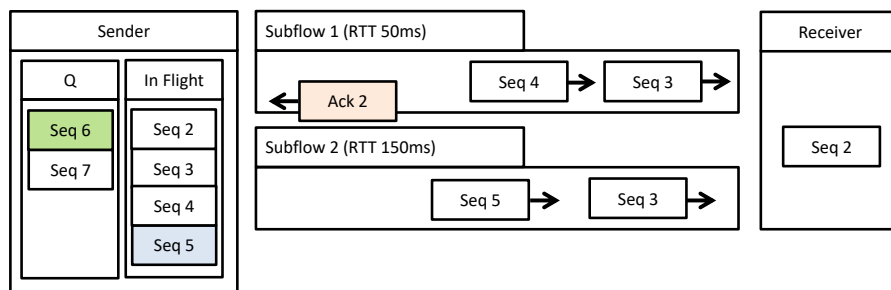 Sender
Q
In Flight
Seq 6
Seq 7
Seq 2
Seq 3
Seq 4
Seq 5
Subflow 1 (RTT 50ms)
Seq 4
Seq 3
Ack 2
Subflow 2 (RTT 150ms)
Seq 5
Seq 3
Receiver
Seq 2